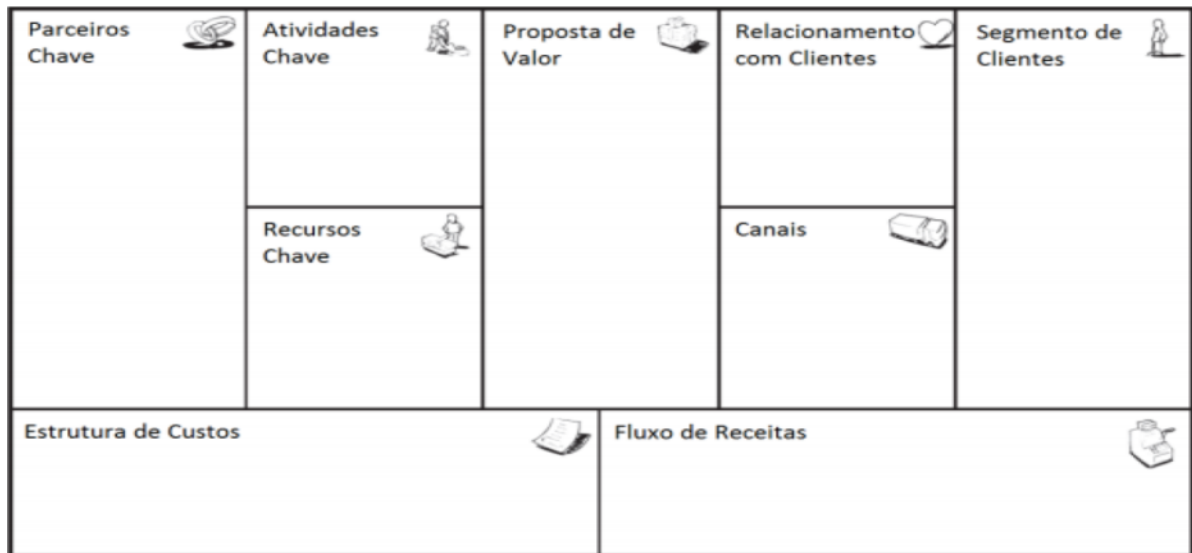 Parceiros
Chave
Atividades
Chave
Proposta de
Valor
Relacionamento
com Clientes
Segmento de
Clientes
Recursos
Chave
Canais
Estrutura de Custos
Fluxo de Receitas